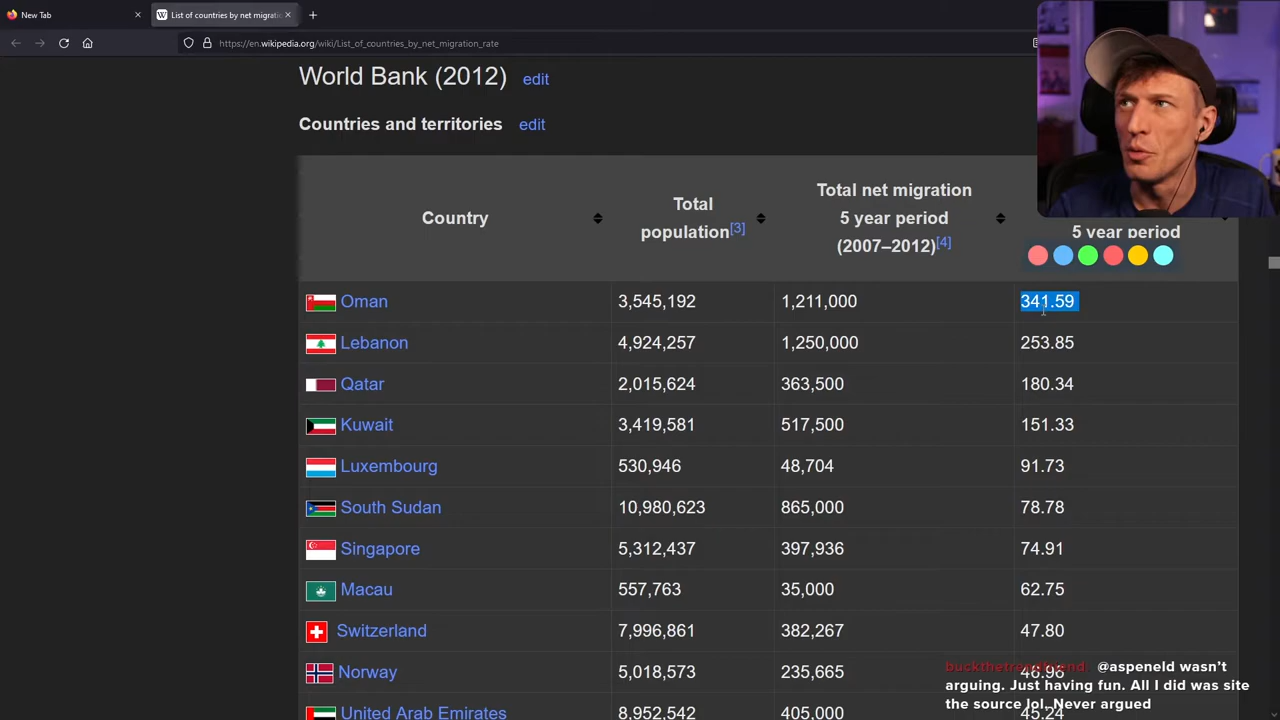 New Tab
List of countries by net migratio
https://en.wikipedia.org/wiki/List_of_countries_by_net_migration_rate
World Bank (2012) edit
Countries and territories edit
Country
Total population[3]
Total net migration
5 year period
(2007–2012)[4]
5 year period
Oman 3,545,192 1,211,000 341.59
Lebanon 4,924,257 1,250,000 253.85
Qatar 2,015,624 363,500 180.34
Kuwait 3,419,581 517,500 151.33
Luxembourg 530,946 48,704 91.73
South Sudan 10,980,623 865,000 78.78
Singapore 5,312,437 397,936 74.91
Macau 557,763 35,000 62.75
Switzerland 7,996,861 382,267 47.80
Norway 5,018,573 235,665 46.96
United Arab Emirates 8,952,542 405,000 45.24
@aspeneld wasn't
arguing. Just having fun. All I did was site
the source lol. Never argued